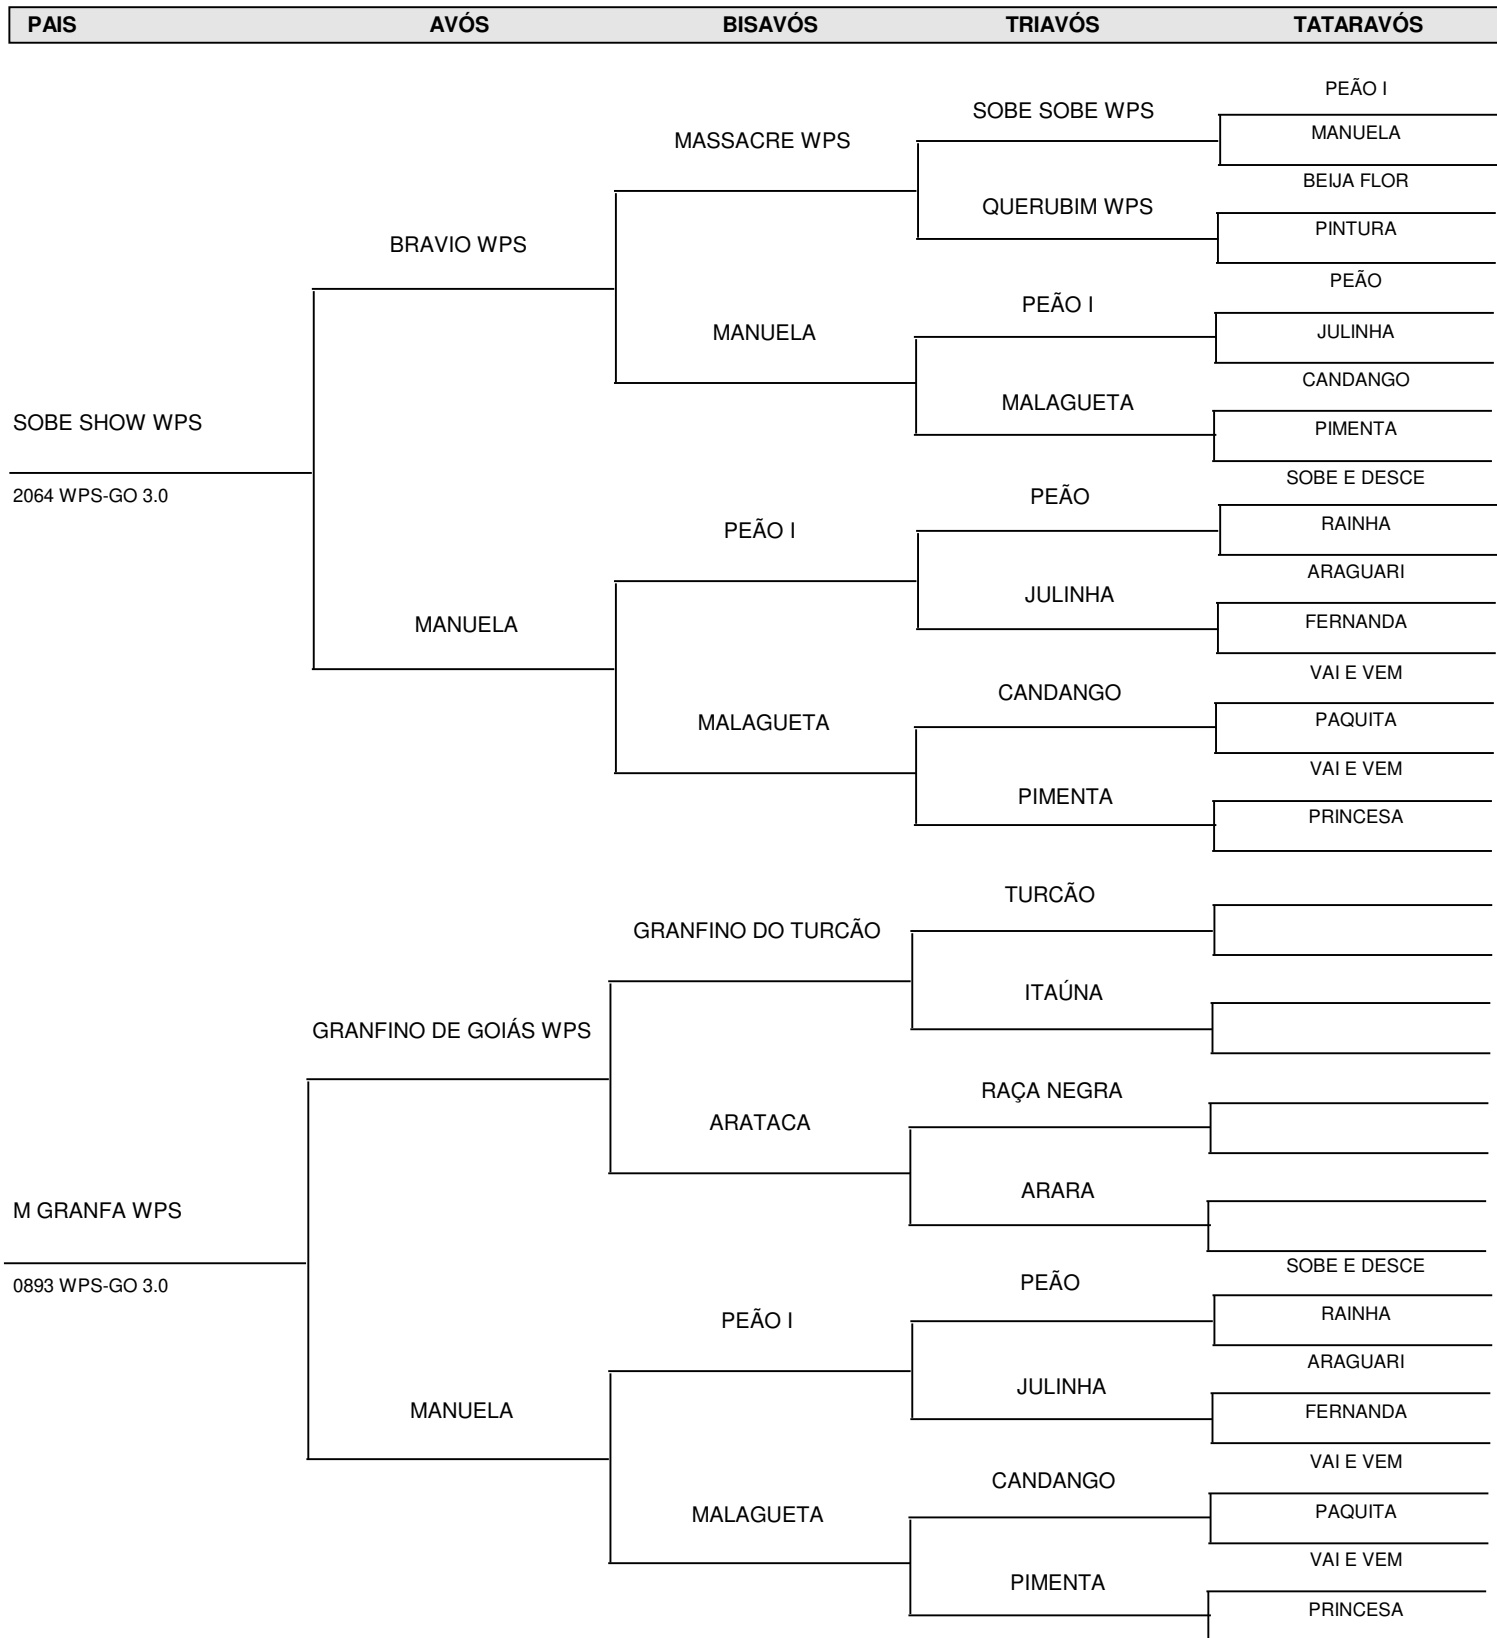 PAIS AVÓS BISAVÓS TRIAVÓS TATARAVÓS
PEÃO I
SOBE SOBE WPS
MANUELA
MASSACRE WPS
BEIJA FLOR
QUERUBIM WPS
PINTURA
BRAVIO WPS
PEÃO
PEÃO I
JULINHA
MANUELA
CANDANGO
MALAGUETA
SOBE SHOW WPS
PIMENTA
SOBE E DESCE
2064 WPS-GO 3.0
PEÃO
RAINHA
PEÃO I
ARAGUARI
JULINHA
FERNANDA
MANUELA
VAI E VEM
CANDANGO
PAQUITA
MALAGUETA
VAI E VEM
PIMENTA
PRINCESA
TURCÃO
GRANFINO DO TURCÃO
ITAÚNA
GRANFINO DE GOIÁS WPS
RAÇA NEGRA
ARATACA
ARARA
M GRANFA WPS
SOBE E DESCE
0893 WPS-GO 3.0
PEÃO
RAINHA
PEÃO I
ARAGUARI
JULINHA
FERNANDA
MANUELA
VAI E VEM
CANDANGO
PAQUITA
MALAGUETA
VAI E VEM
PIMENTA
PRINCESA